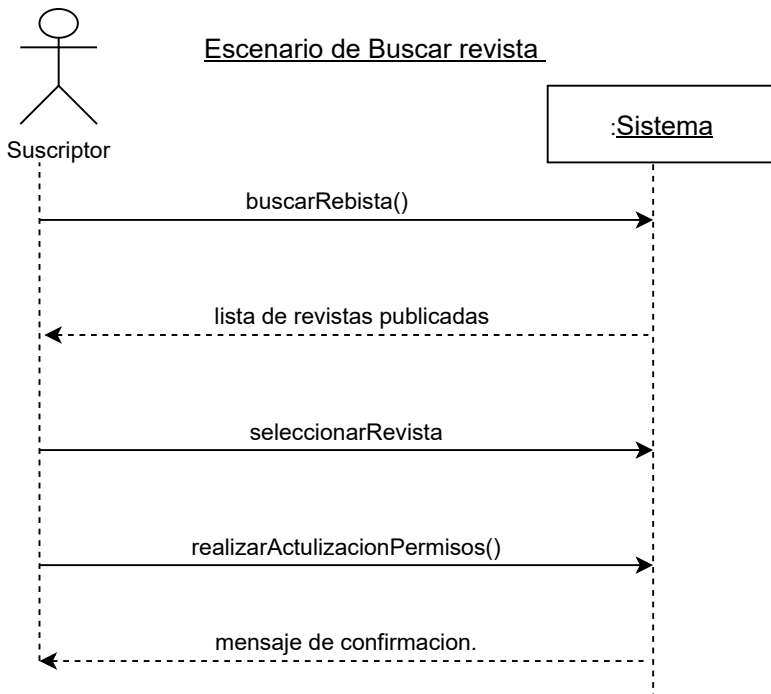 Escenario de Buscar revista
:Sistema
Suscriptor
buscarRebista()
lista de revistas publicadas
seleccionarRevista
realizarActulizacionPermisos()
mensaje de confirmacion.